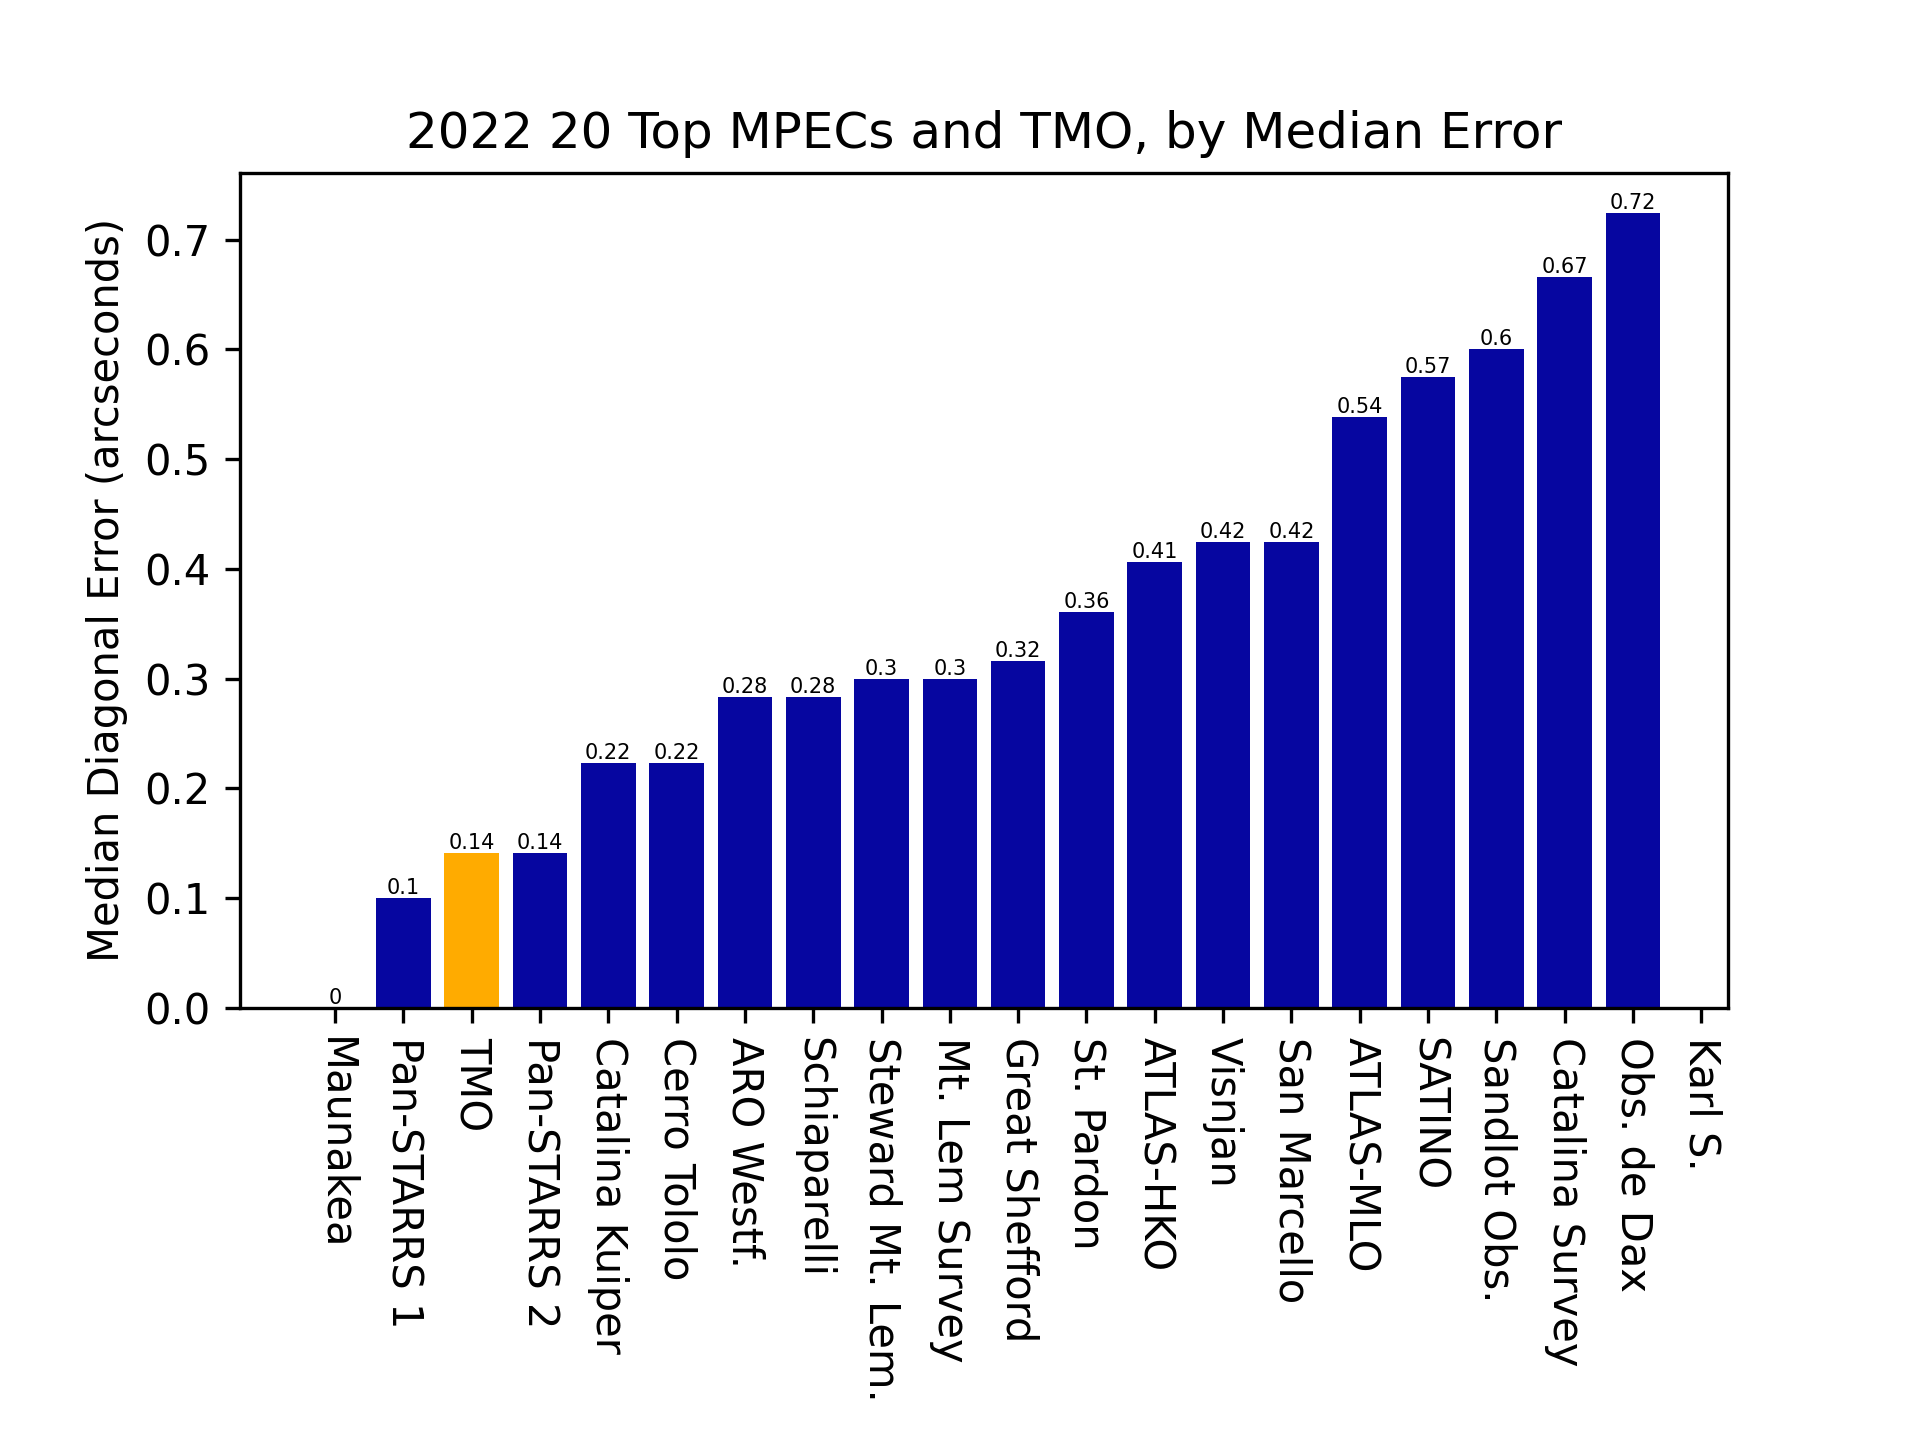 2022 20 Top MPECs and TMO, by Median Error
Median Diagonal Error (arcseconds)
0.7
0.6
0.5
0.4
0.3
0.2
0.1
0.0
0
0.1
0.14
0.14
0.22
0.22
0.28
0.28
0.3
0.3
0.32
0.36
0.41
0.42
0.42
0.54
0.57
0.6
0.67
0.72
Maunakea
Pan-STARRS 1
TMO
Pan-STARRS 2
Catalina Kuiper
Cerro Tololo
ARO Westf.
Schiaparelli
Steward Mt. Lem.
Mt. Lem Survey
Great Shefford
St. Pardon
ATLAS-HKO
Visnjan
San Marcello
ATLAS-MLO
SATINO
Sandlot Obs.
Catalina Survey
Obs. de Dax
Karl S.